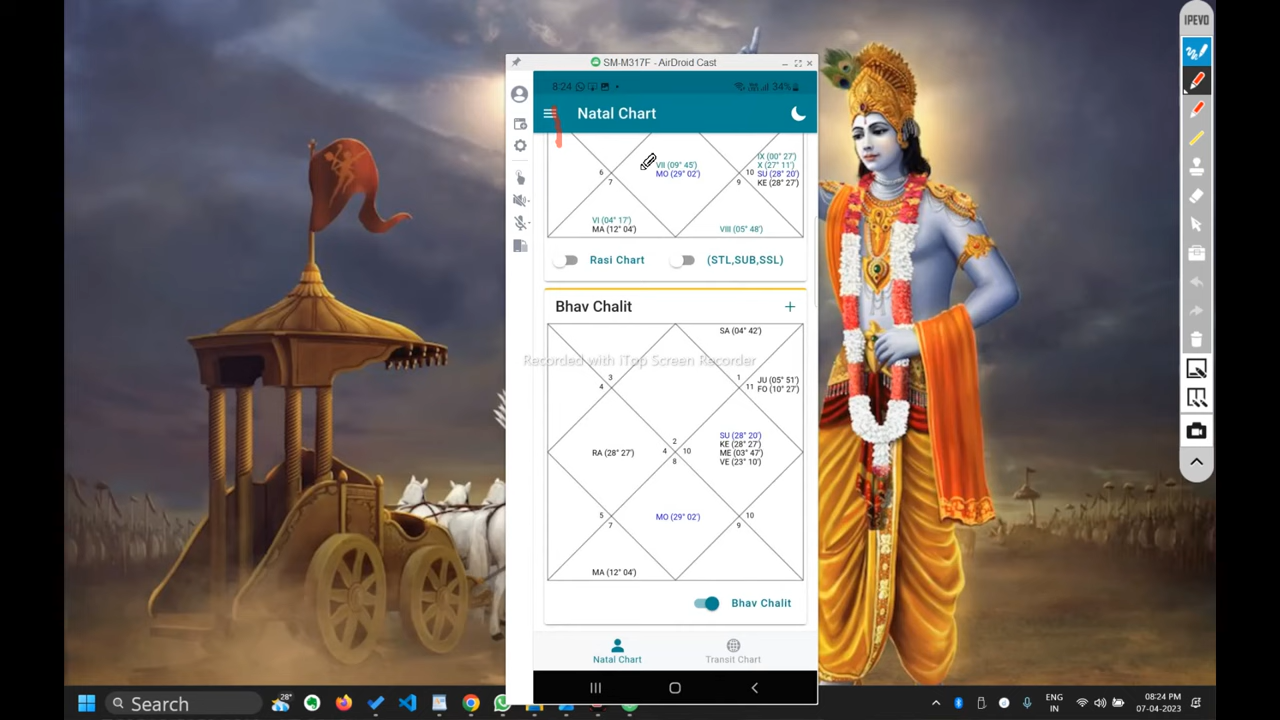 IPEVO
SM-M317F - AirDroid Cast
8:24
34%
Natal Chart
VII (09° 45')
MO (29° 02')
IX (00° 27')
X (27° 11')
SU (28° 20')
KE (28° 27')
6
7
10
9
VI (04° 17')
MA (12° 04')
VIII (05° 48')
Rasi Chart
(STL,SUB,SSL)
Bhav Chalit
+
SA (04° 42')
Recorded with iTop Screen Recorder
3
4
1
11
JU (05° 51')
FO (10° 27')
SU (28° 20')
KE (28° 27')
ME (03° 47')
VE (23° 10')
RA (28° 27')
2
4
10
8
5
7
MO (29° 02')
10
9
MA (12° 04')
Bhav Chalit
Natal Chart
Transit Chart
Search
28°
ENG
IN
08:24 PM
07-04-2023